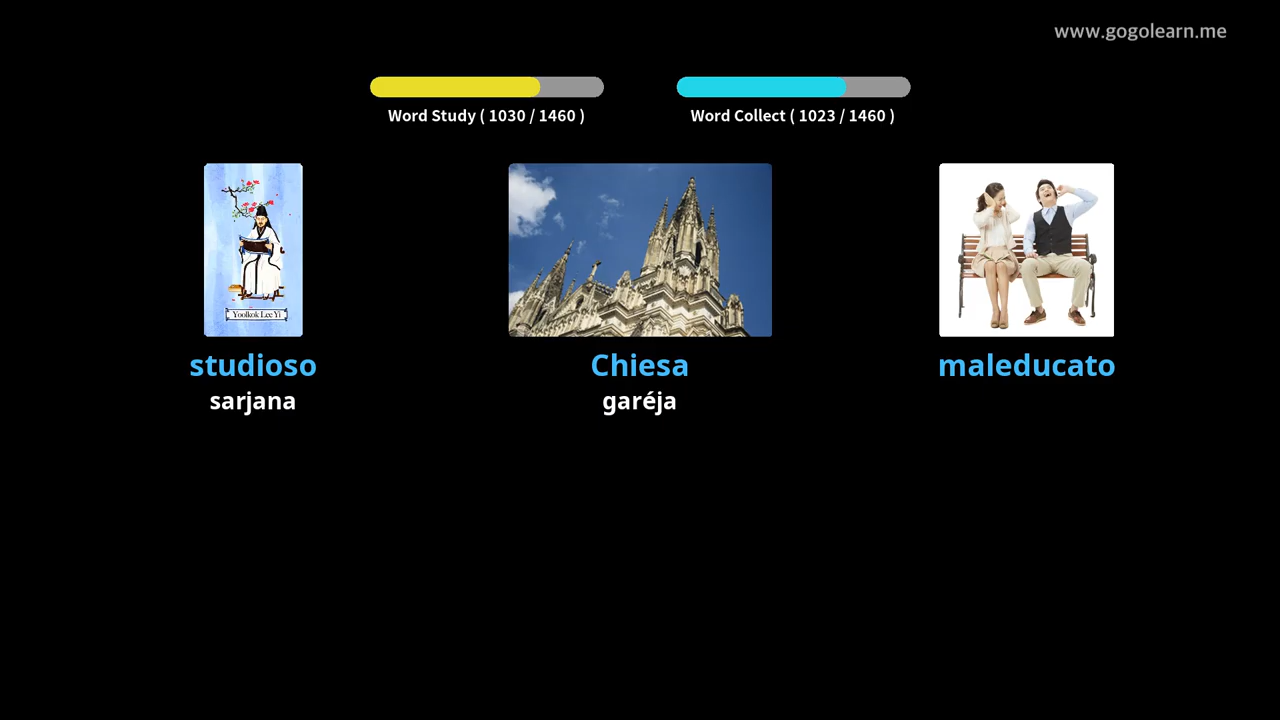 www.gogolearn.me
Word Study ( 1030 / 1460 )
Word Collect ( 1023 / 1460 )
Yoolkok Lee Yi
studioso
Chiesa
maleducato
sarjana
garéja